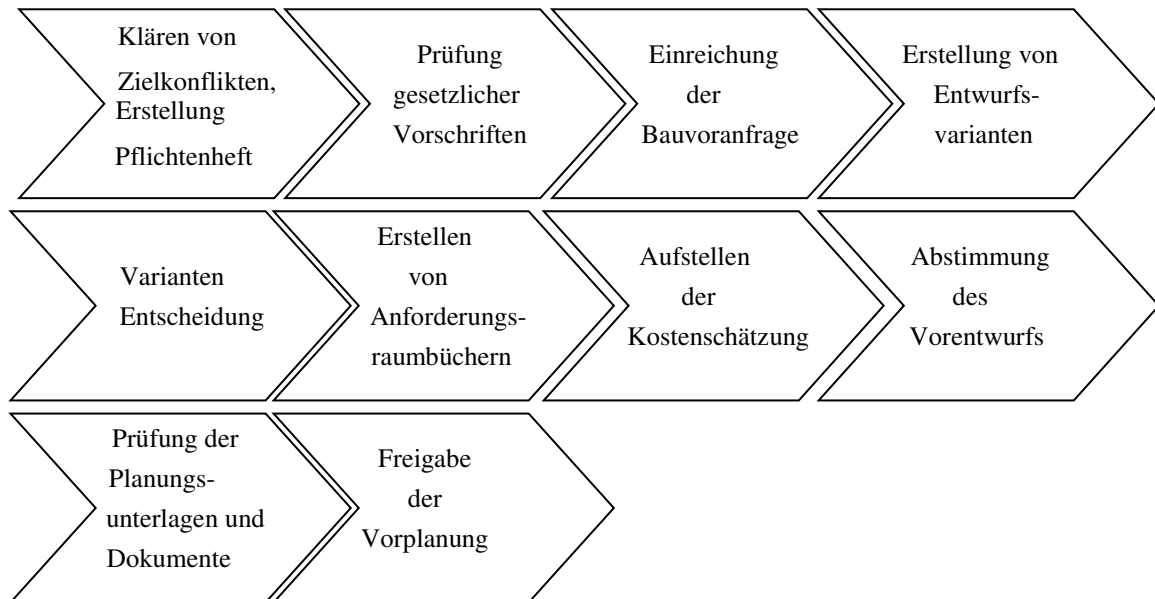 Klären von
Zielkonflikten,
Erstellung
Pflichtenheft
Prüfung
gesetzlicher
Vorschriften
Einreichung
der
Bauvoranfrage
Erstellung von
Entwurfs-
varianten
Varianten
Entscheidung
Erstellen
von
Anforderungs-
raumbüchern
Aufstellen
der
Kostenschätzung
Abstimmung
des
Vorentwurfs
Prüfung der
Planungs-
unterlagen und
Dokumente
Freigabe
der
Vorplanung